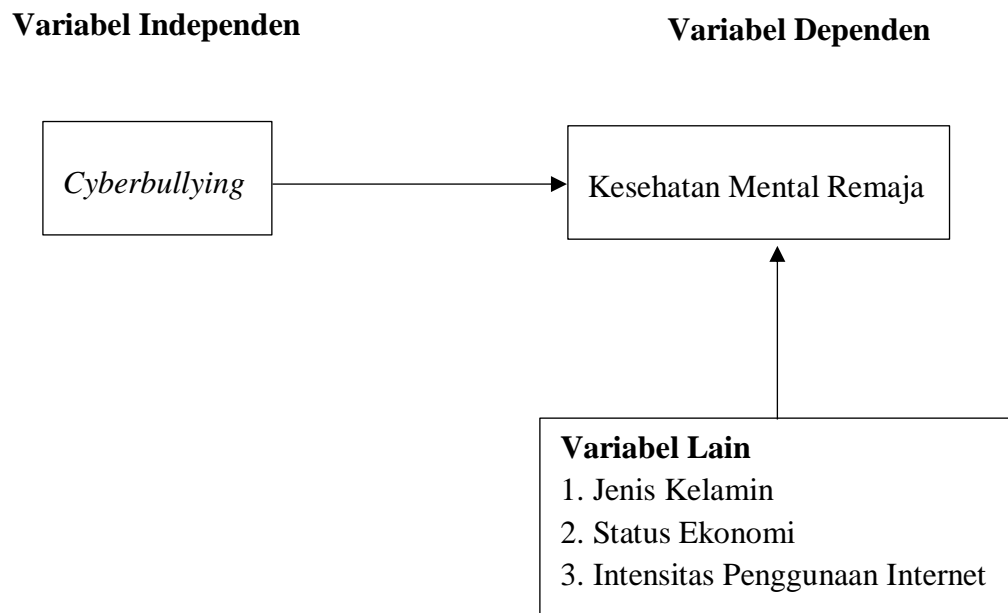 Variabel Independen
Variabel Dependen
Cyberbullying
Kesehatan Mental Remaja
Variabel Lain
1. Jenis Kelamin
2. Status Ekonomi
3. Intensitas Penggunaan Internet